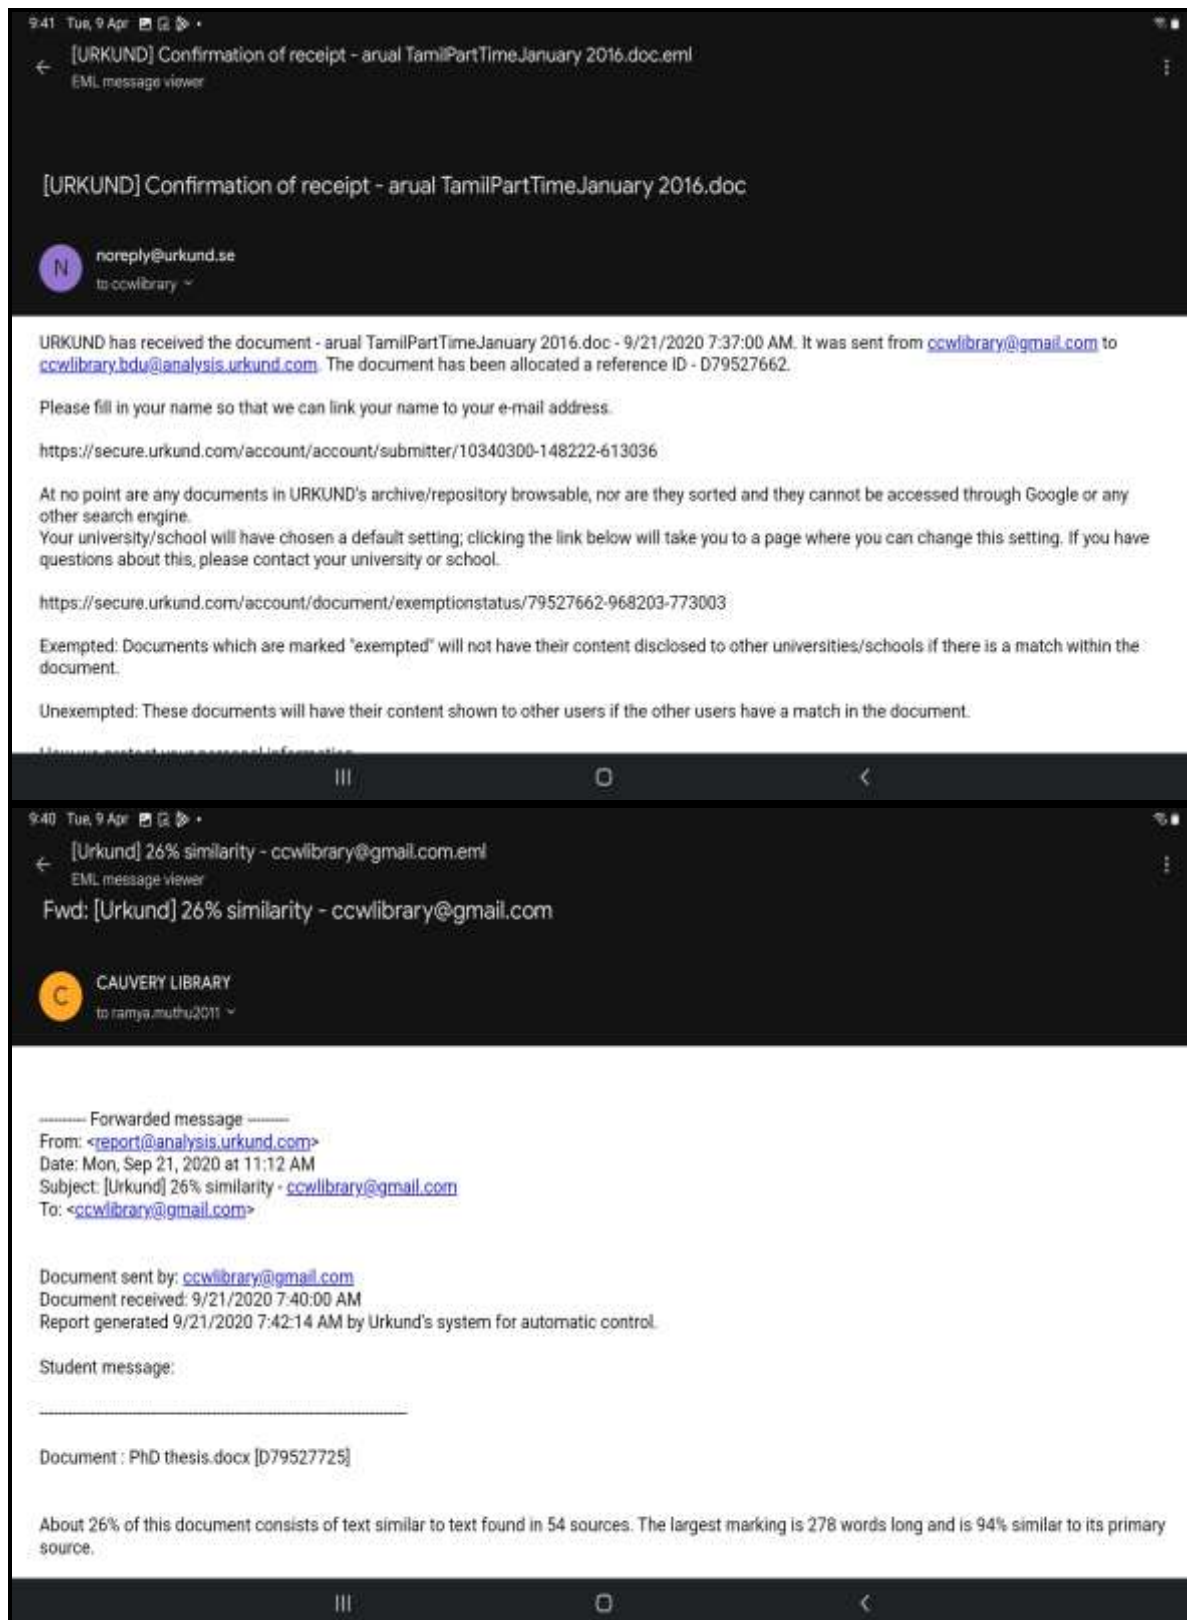 9:41 Tue, 9 Apr
[URKUND] Confirmation of receipt - arual TamilPartTimeJanuary 2016.doc.eml
EML message viewer
[URKUND] Confirmation of receipt - arual TamilPartTimeJanuary 2016.doc
N
noreply@urkund.se
to ccwlibrary
URKUND has received the document - arual TamilPartTimeJanuary 2016.doc - 9/21/2020 7:37:00 AM. It was sent from ccwlibrary@gmail.com to
ccwlibrary.bdu@analysis.urkund.com. The document has been allocated a reference ID - D79527662.
Please fill in your name so that we can link your name to your e-mail address.
https://secure.urkund.com/account/account/submitter/10340300-148222-613036
At no point are any documents in URKUND's archive/repository browsable, nor are they sorted and they cannot be accessed through Google or any
other search engine.
Your university/school will have chosen a default setting; clicking the link below will take you to a page where you can change this setting. If you have
questions about this, please contact your university or school.
https://secure.urkund.com/account/document/exemptionstatus/79527662-968203-773003
Exempted: Documents which are marked "exempted" will not have their content disclosed to other universities/schools if there is a match within the
document.
Unexempted: These documents will have their content shown to other users if the other users have a match in the document.
How we protect your personal information
9:40 Tue, 9 Apr
[Urkund] 26% similarity - ccwlibrary@gmail.com.eml
EML message viewer
Fwd: [Urkund] 26% similarity - ccwlibrary@gmail.com
C
CAUVERY LIBRARY
to ramya.muthu2011
---------- Forwarded message ---------
From: <report@analysis.urkund.com>
Date: Mon, Sep 21, 2020 at 11:12 AM
Subject: [Urkund] 26% similarity - ccwlibrary@gmail.com
To: <ccwlibrary@gmail.com>
Document sent by: ccwlibrary@gmail.com
Document received: 9/21/2020 7:40:00 AM
Report generated 9/21/2020 7:42:14 AM by Urkund's system for automatic control.
Student message:
Document : PhD thesis.docx [D79527725]
About 26% of this document consists of text similar to text found in 54 sources. The largest marking is 278 words long and is 94% similar to its primary
source.